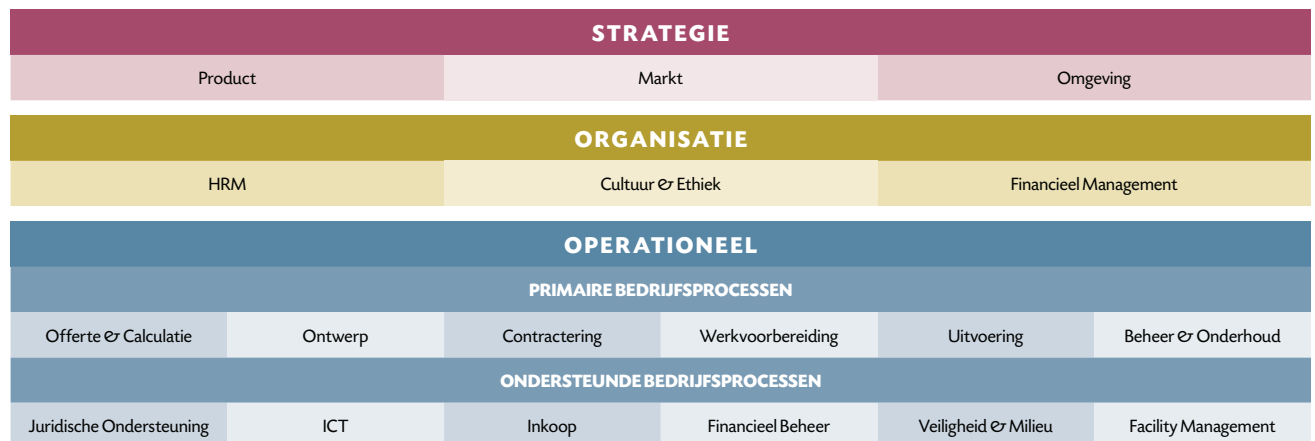 STRATEGIE
Product Markt Omgeving
ORGANISATIE
HRM Cultuur & Ethiek Financieel Management
OPERATIONEEL
PRIMAIRE BEDRIJFSPROCESSEN
Offerte & Calculatie Ontwerp Contractering Werkvoorbereiding Uitvoering Beheer & Onderhoud
ONDERSTEUNDE BEDRIJFSPROCESSEN
Juridische Ondersteuning ICT Inkoop Financieel Beheer Veiligheid & Milieu Facility Management